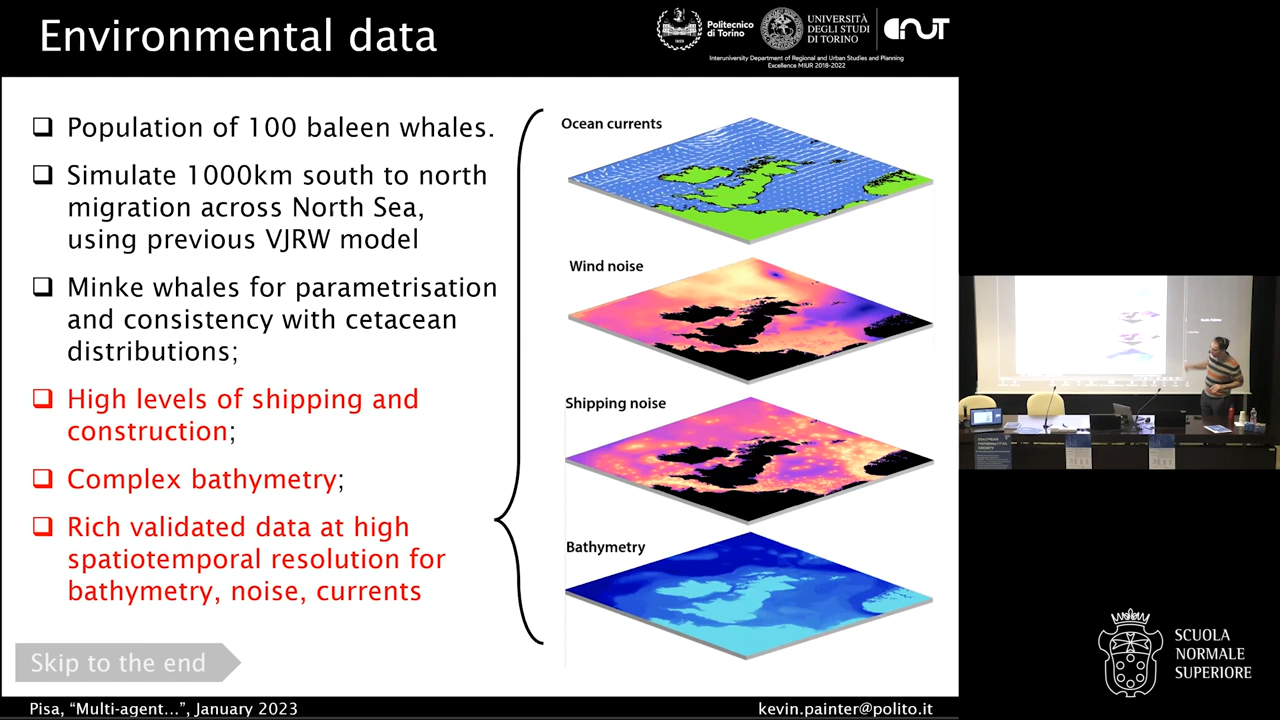 Environmental data
Politecnico
di Torino
UNIVERSITÀ
DEGLI STUDI
DI TORINO
Interuniversity Department of Regional and Urban Studies and Planning
Excellence MIUR 2018-2022
Population of 100 baleen whales.
Simulate 1000km south to north
migration across North Sea,
using previous VJRW model
Minke whales for parametrisation
and consistency with cetacean
distributions;
High levels of shipping and
construction;
Complex bathymetry;
Rich validated data at high
spatiotemporal resolution for
bathymetry, noise, currents
Ocean currents
Wind noise
Shipping noise
Bathymetry
Skip to the end
Pisa, “Multi-agent...”, January 2023
kevin.painter@polito.it
SCUOLA
NORMALE
SUPERIORE